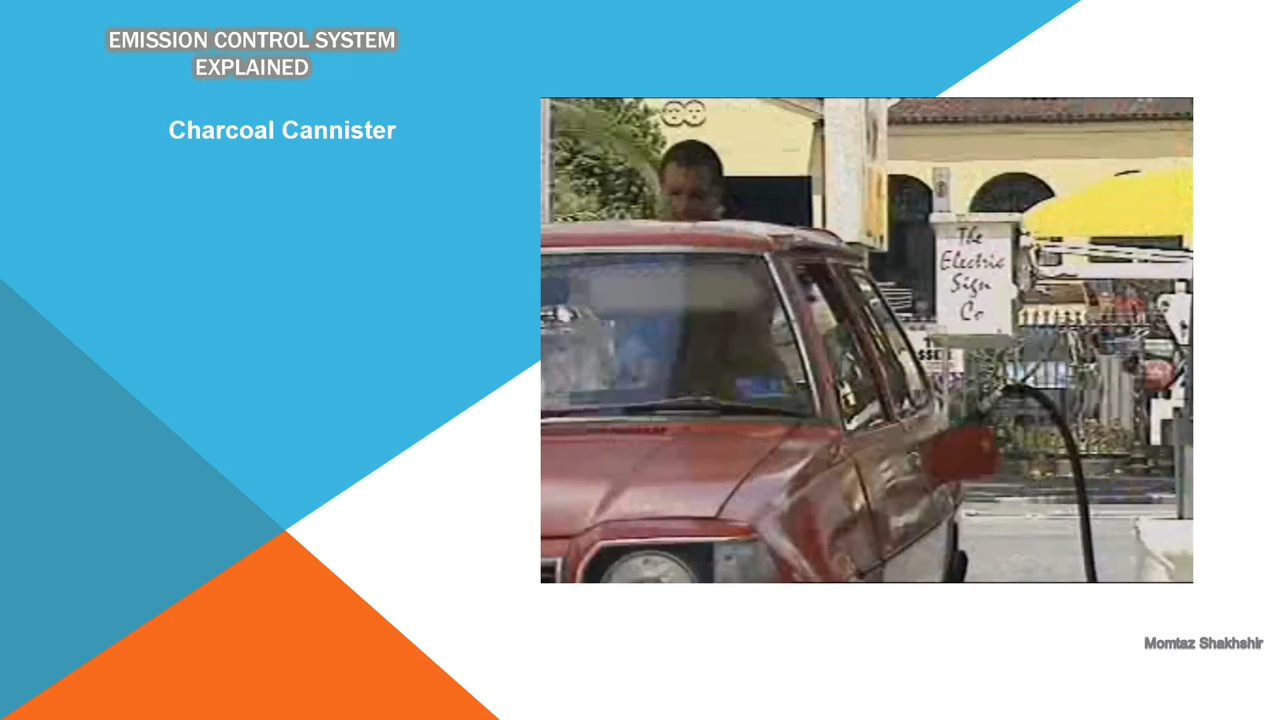 EMISSION CONTROL SYSTEM
EXPLAINED
Charcoal Cannister
The
Electric
Sign
Co
Momtaz Shakhshir